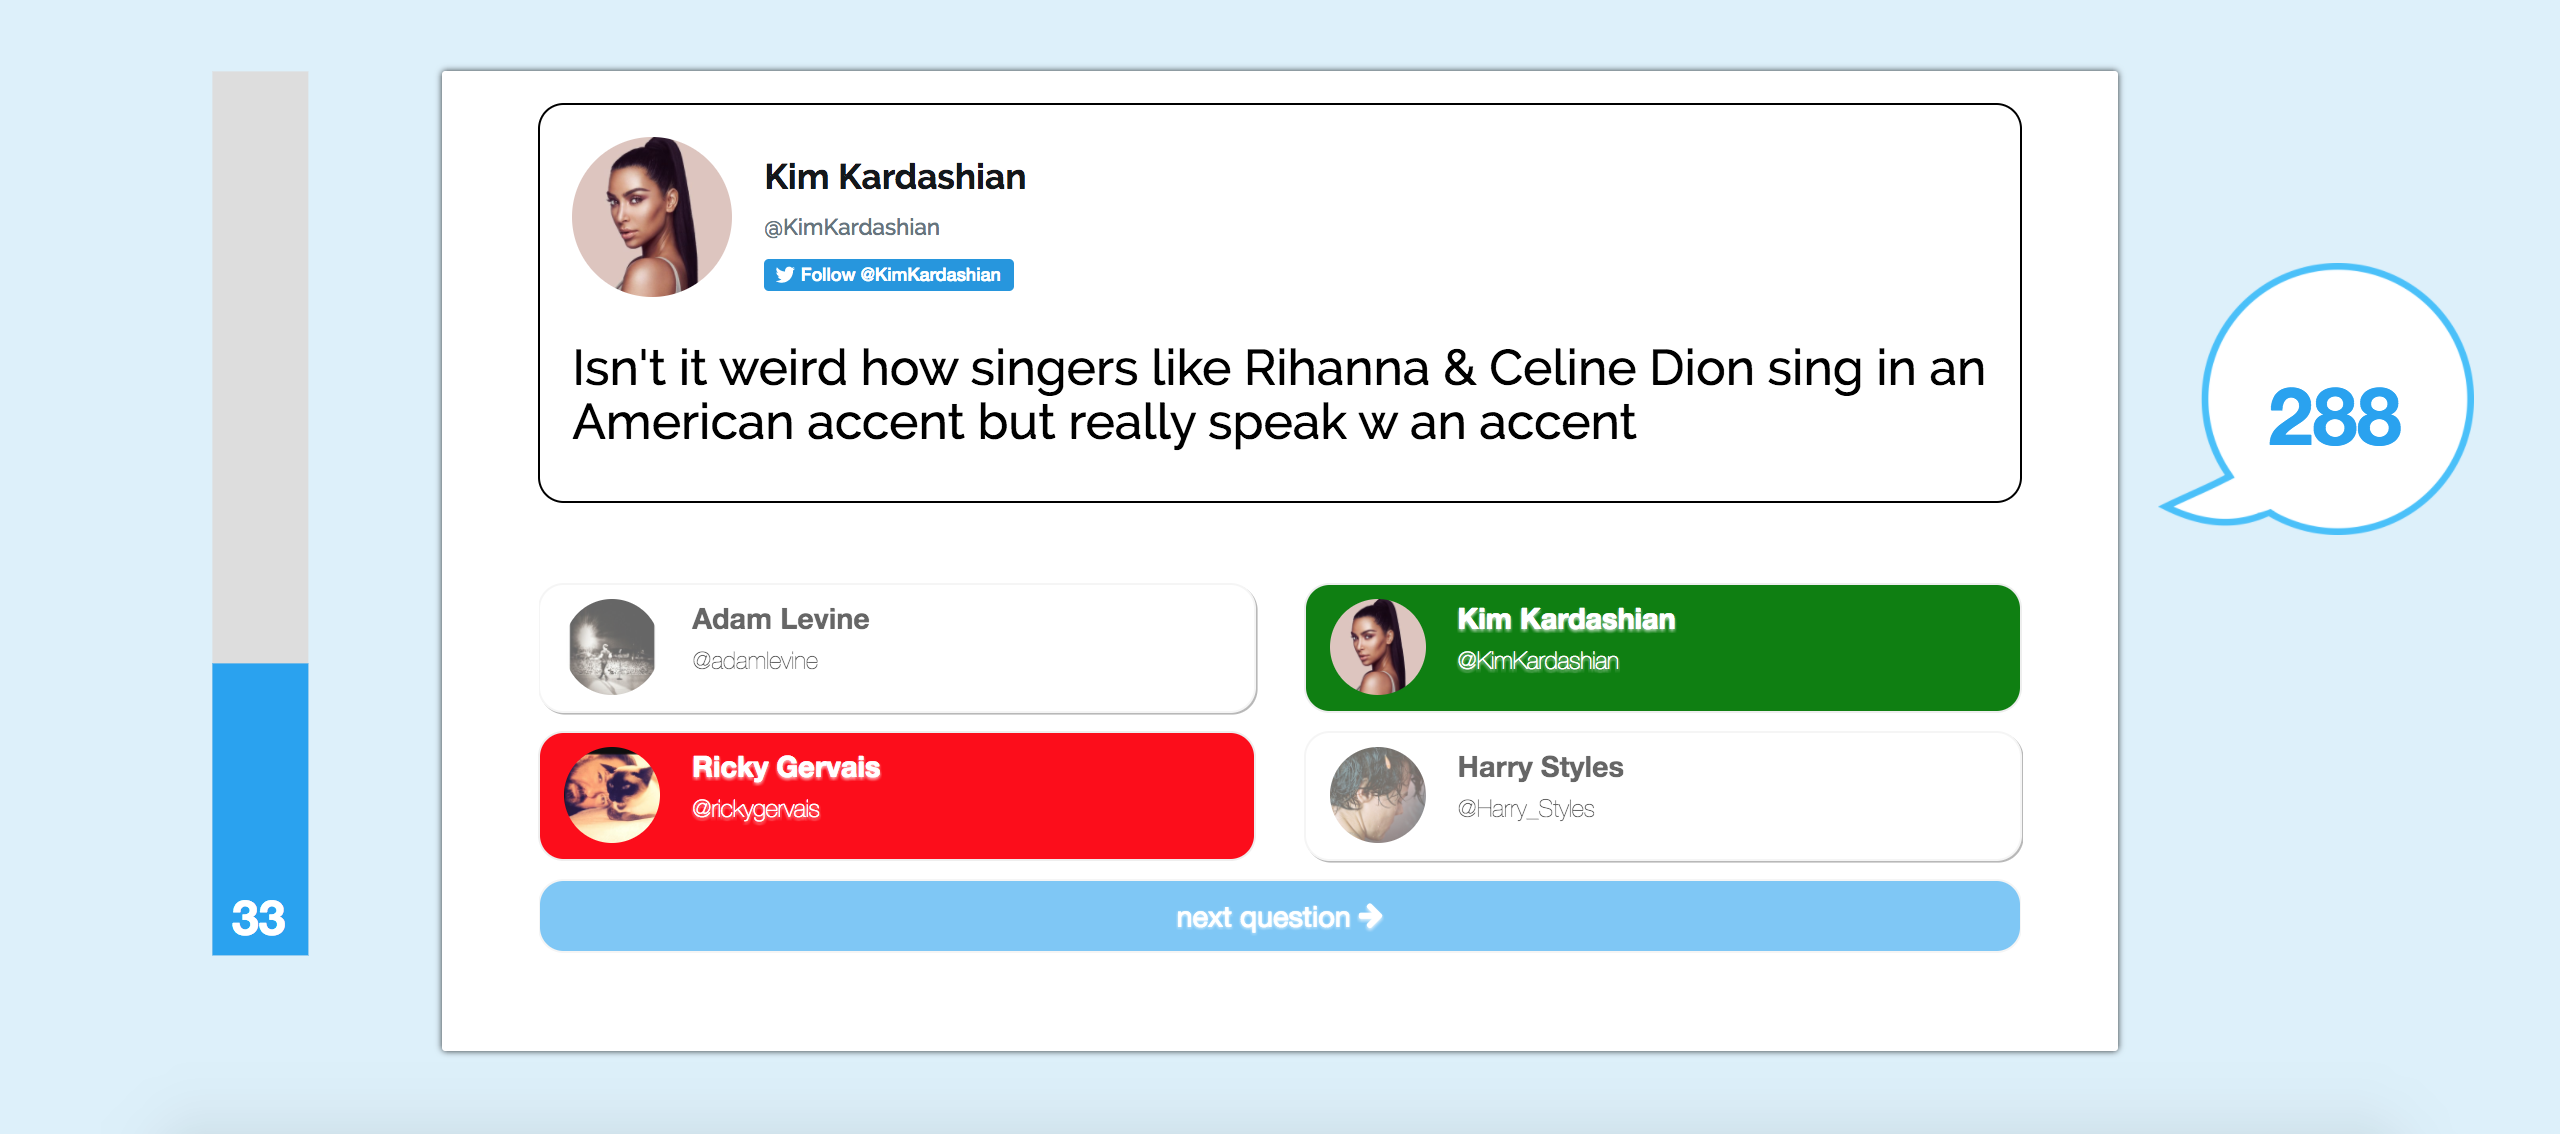 Kim Kardashian
@KimKardashian
Follow @KimKardashian
Isn't it weird how singers like Rihanna & Celine Dion sing in an
American accent but really speak w an accent
288
Adam Levine
@adamlevine
Kim Kardashian
@KimKardashian
Ricky Gervais
@rickygervais
Harry Styles
@Harry_Styles
33
next question